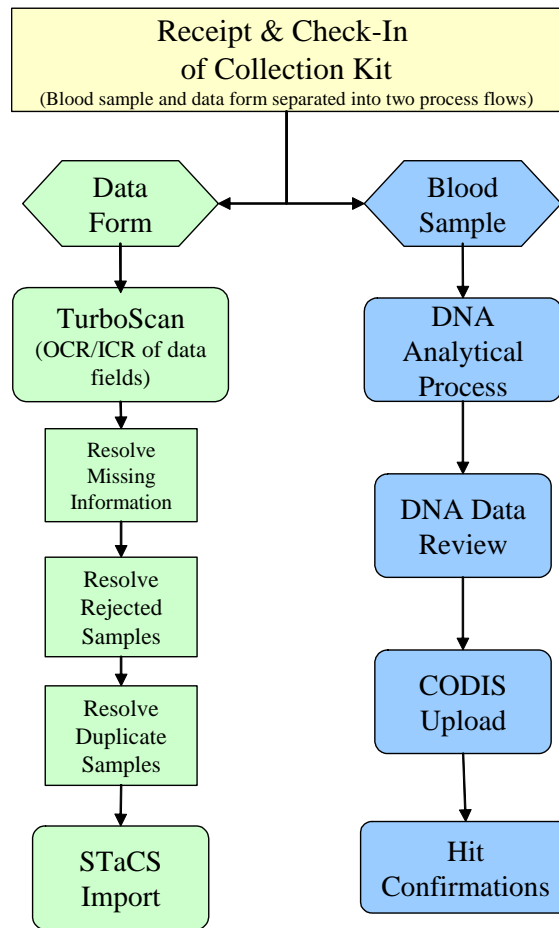 Receipt & Check-In
of Collection Kit
(Blood sample and data form separated into two process flows)
Data
Form
TurboScan
(OCR/ICR of data
fields)
Resolve
Missing
Information
Resolve
Rejected
Samples
Resolve
Duplicate
Samples
STaCS
Import
Blood
Sample
DNA
Analytical
Process
DNA Data
Review
CODIS
Upload
Hit
Confirmations